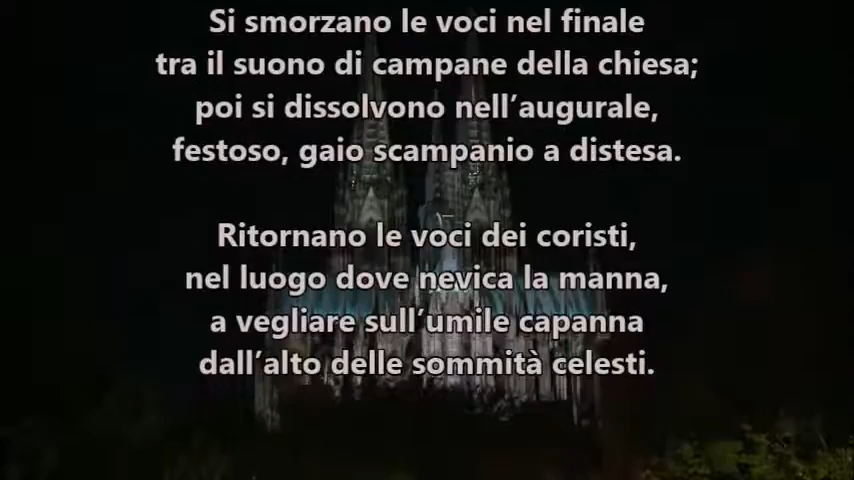 Si smorzano le voci nel finale
tra il suono di campane della chiesa;
poi si dissolvono nell’augurale,
festoso, gaio scampanio a distesa.
Ritornano le voci dei coristi,
nel luogo dove nevica la manna,
a vegliare sull’umile capanna
dall’alto delle sommità celesti.